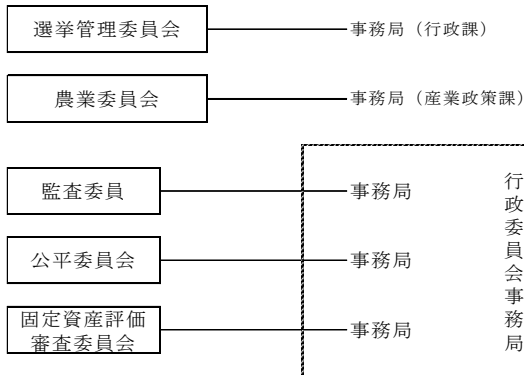 選挙管理委員会
事務局（行政課）
農業委員会
事務局（産業政策課）
監査委員
事務局
公平委員会
事務局
固定資産評価
審査委員会
事務局
行政委員会事務局